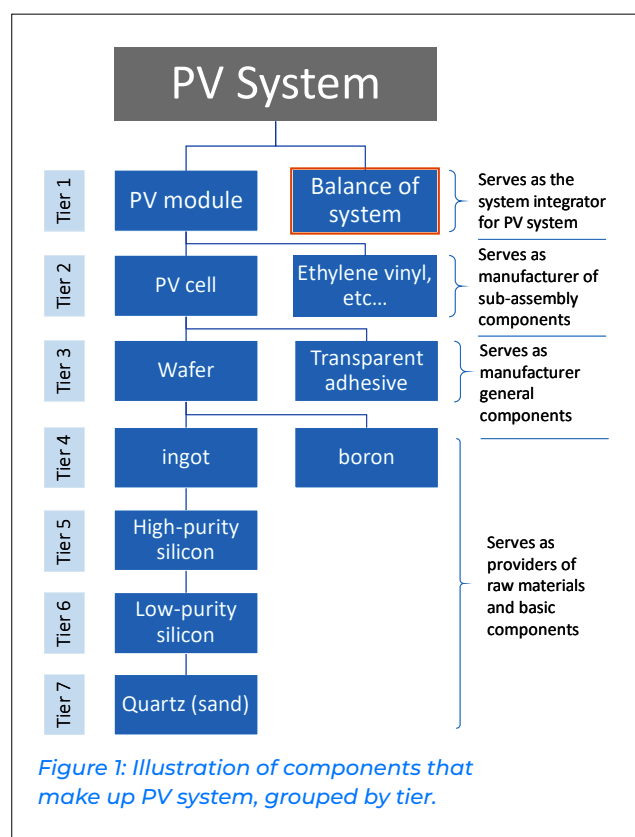 PV System
Tier 1
PV module
Balance of
system
Serves as the
system integrator
for PV system
Tier 2
PV cell
Ethylene vinyl,
etc...
Serves as
manufacturer of
sub-assembly
components
Tier 3
Wafer
Transparent
adhesive
Serves as
manufacturer
general
components
Tier 4
ingot
boron
Tier 5
High-purity
silicon
Serves as
providers of
raw materials
and basic
components
Tier 6
Low-purity
silicon
Tier 7
Quartz (sand)
Figure 1: Illustration of components that
make up PV system, grouped by tier.